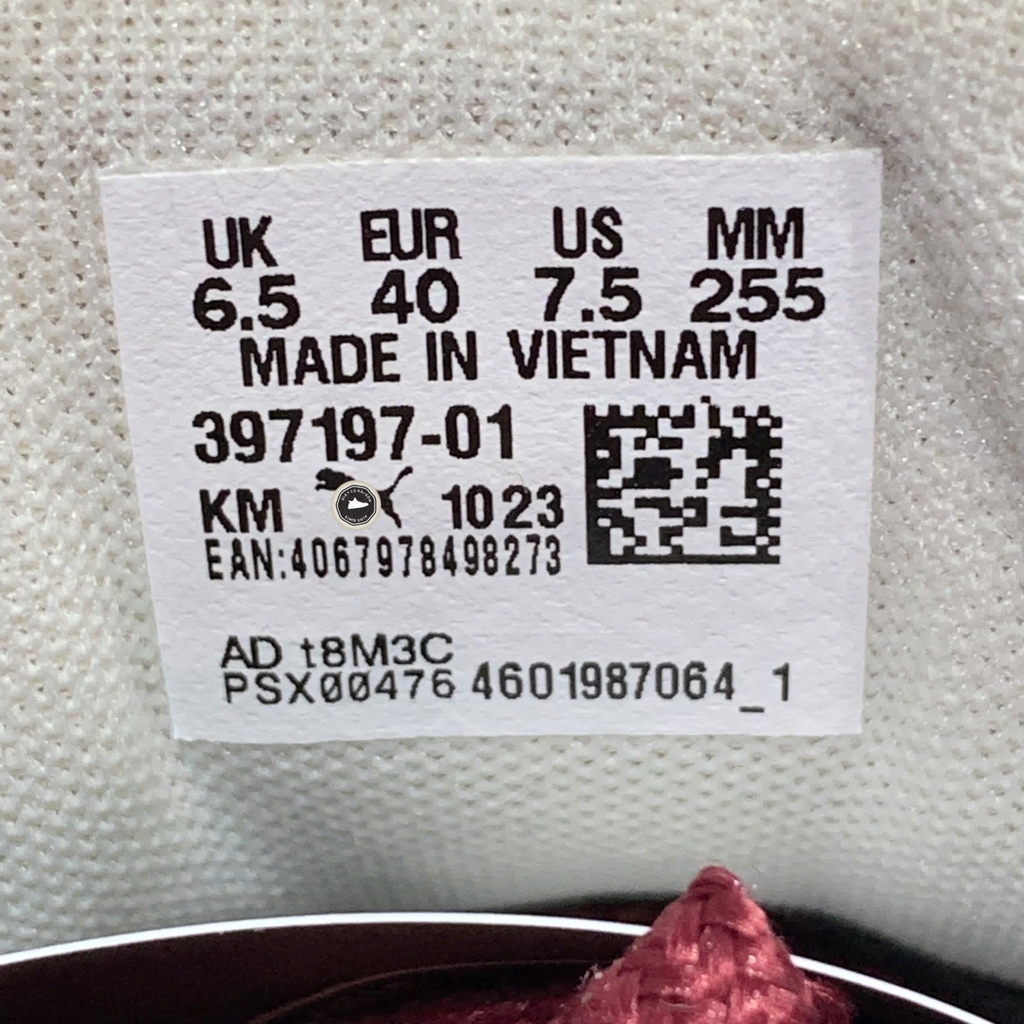 UK EUR US MM
6.5 40 7.5 255
MADE IN VIETNAM
397197-01
KM 1023
EAN:4067978498273
AD t8M3C
PSX00476 4601987064_1